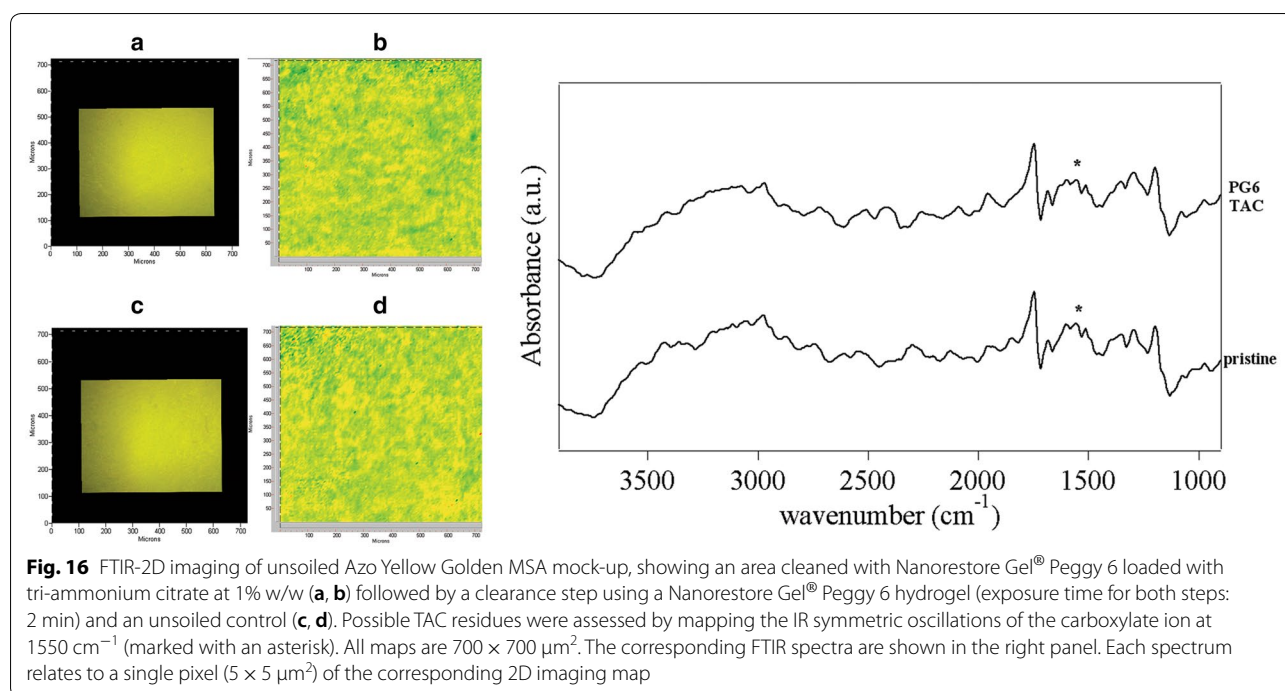 a
b
700
600
500
400
300
200
100
0
Microns
0 100 200 300 400 500 600 700
Microns
700
650
600
550
500
450
400
350
300
250
200
150
100
50
Microns
100 200 300 400 500 600 700
Microns
c
d
700
600
500
400
300
200
100
0
Microns
0 100 200 300 400 500 600 700
Microns
700
650
600
550
500
450
400
350
300
250
200
150
100
50
Microns
100 200 300 400 500 600 700
Microns
Absorbance (a.u.)
*
PG6
TAC
*
pristine
3500 3000 2500 2000 1500 1000
wavenumber (cm⁻¹)
Fig. 16 FTIR-2D imaging of unsoiled Azo Yellow Golden MSA mock-up, showing an area cleaned with Nanorestore Gel® Peggy 6 loaded with
tri-ammonium citrate at 1% w/w (a, b) followed by a clearance step using a Nanorestore Gel® Peggy 6 hydrogel (exposure time for both steps:
2 min) and an unsoiled control (c, d). Possible TAC residues were assessed by mapping the IR symmetric oscillations of the carboxylate ion at
1550 cm⁻¹ (marked with an asterisk). All maps are 700 × 700 μm². The corresponding FTIR spectra are shown in the right panel. Each spectrum
relates to a single pixel (5 × 5 μm²) of the corresponding 2D imaging map